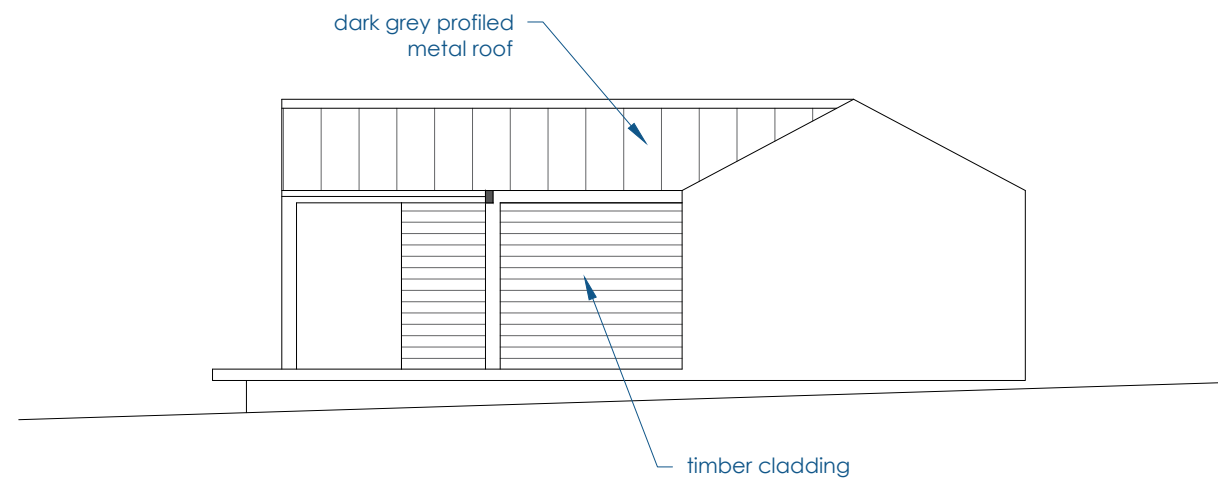 dark grey profiled
metal roof
timber cladding